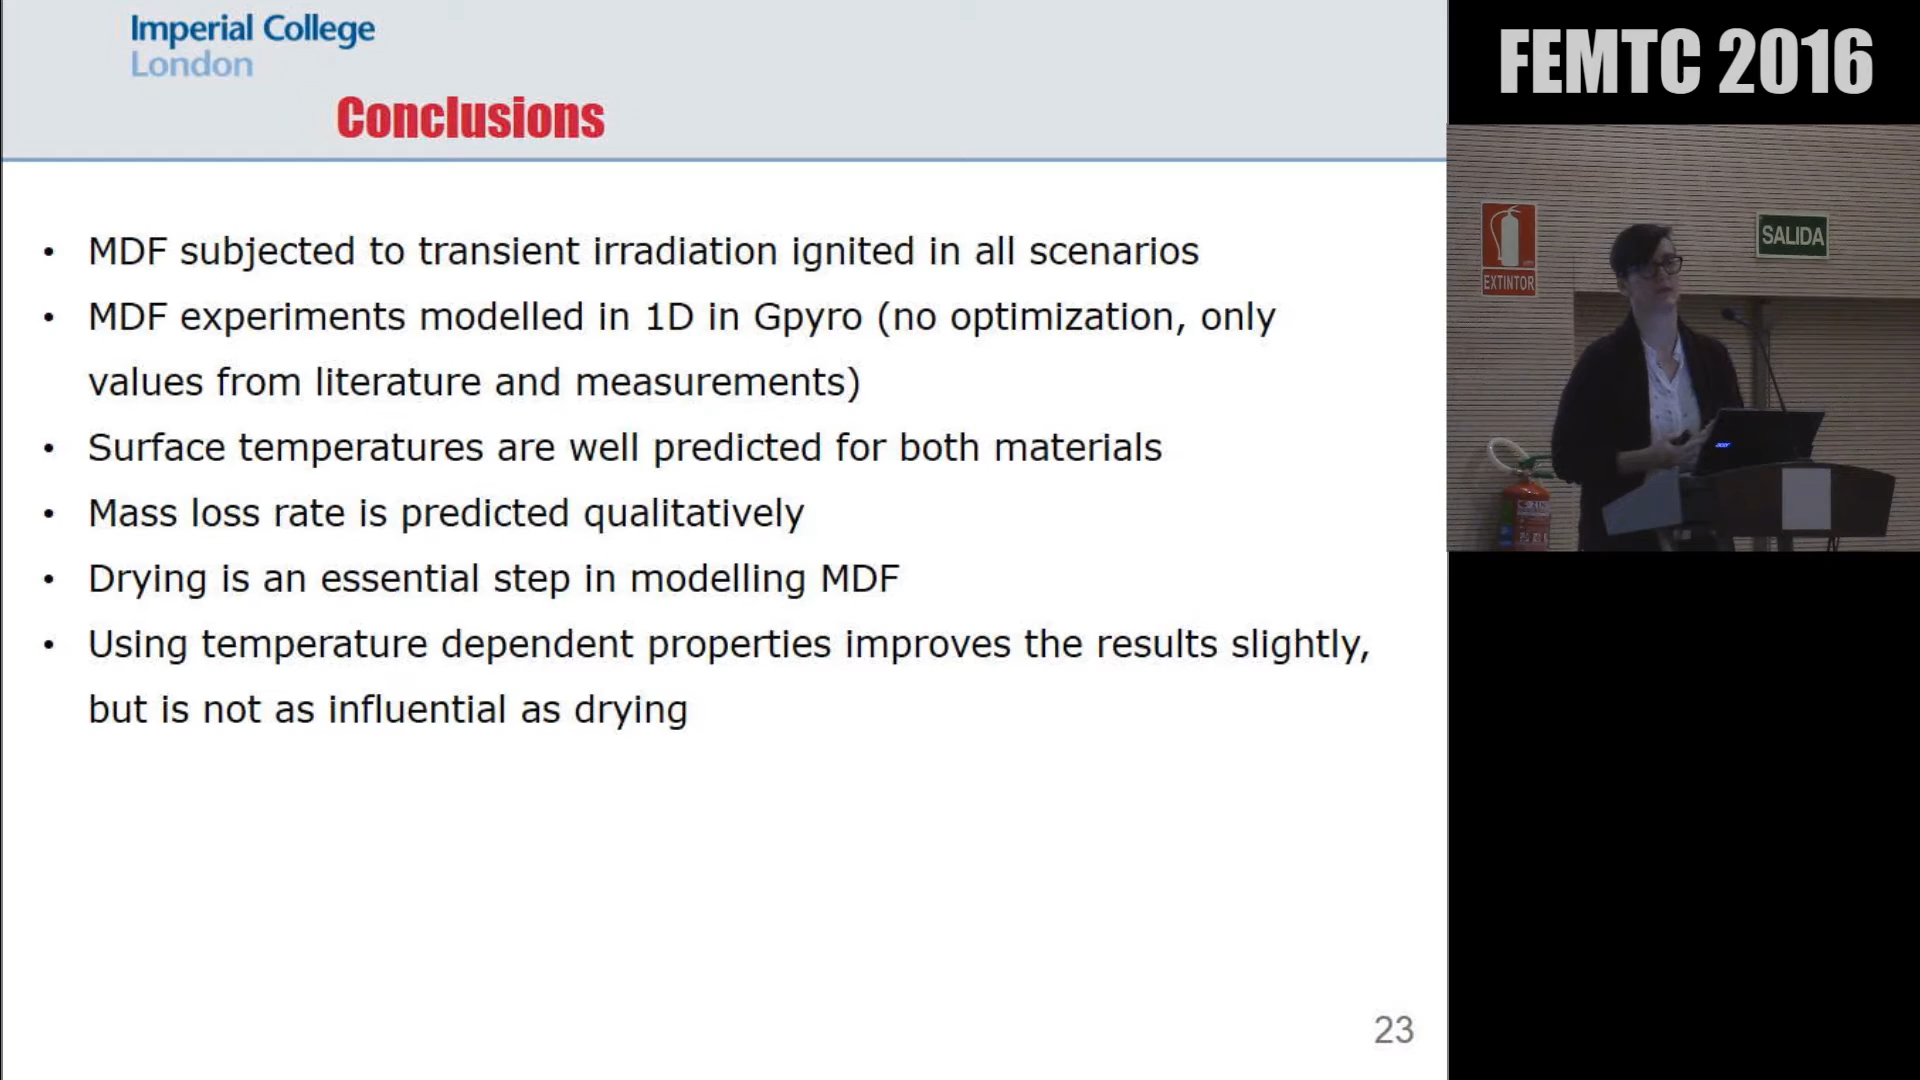 Imperial College
London
Conclusions
• MDF subjected to transient irradiation ignited in all scenarios
• MDF experiments modelled in 1D in Gpyro (no optimization, only
values from literature and measurements)
• Surface temperatures are well predicted for both materials
• Mass loss rate is predicted qualitatively
• Drying is an essential step in modelling MDF
• Using temperature dependent properties improves the results slightly,
but is not as influential as drying
23
FEMTC 2016
EXTINTOR
SALIDA
acer